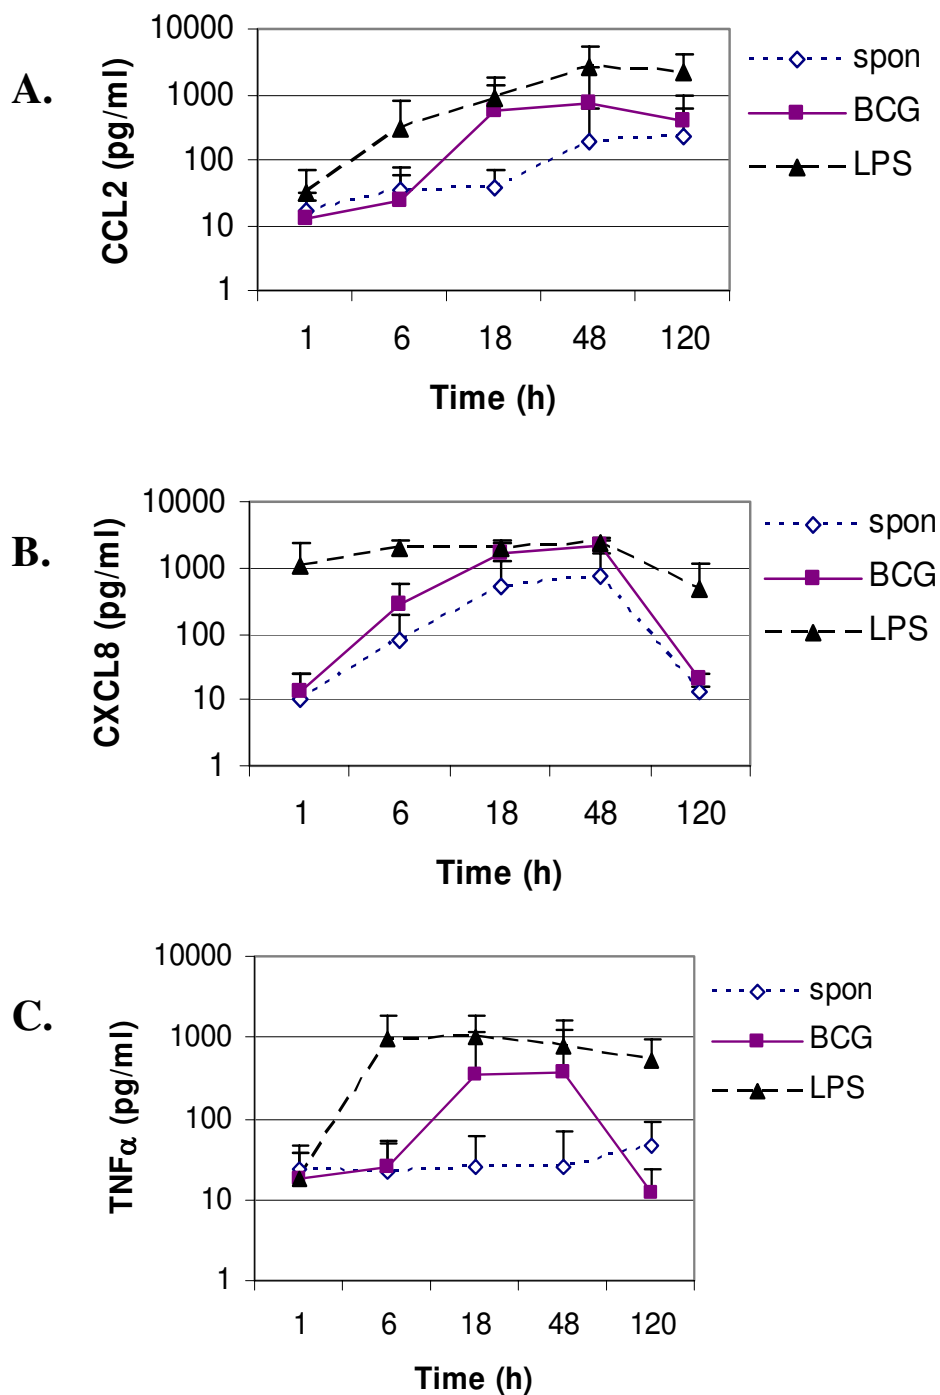 A.
CCL2 (pg/ml)
10000
1000
100
10
1
1 6 18 48 120
Time (h)
spon
BCG
LPS
B.
CXCL8 (pg/ml)
10000
1000
100
10
1
1 6 18 48 120
Time (h)
spon
BCG
LPS
C.
TNFα (pg/ml)
10000
1000
100
10
1
1 6 18 48 120
Time (h)
spon
BCG
LPS